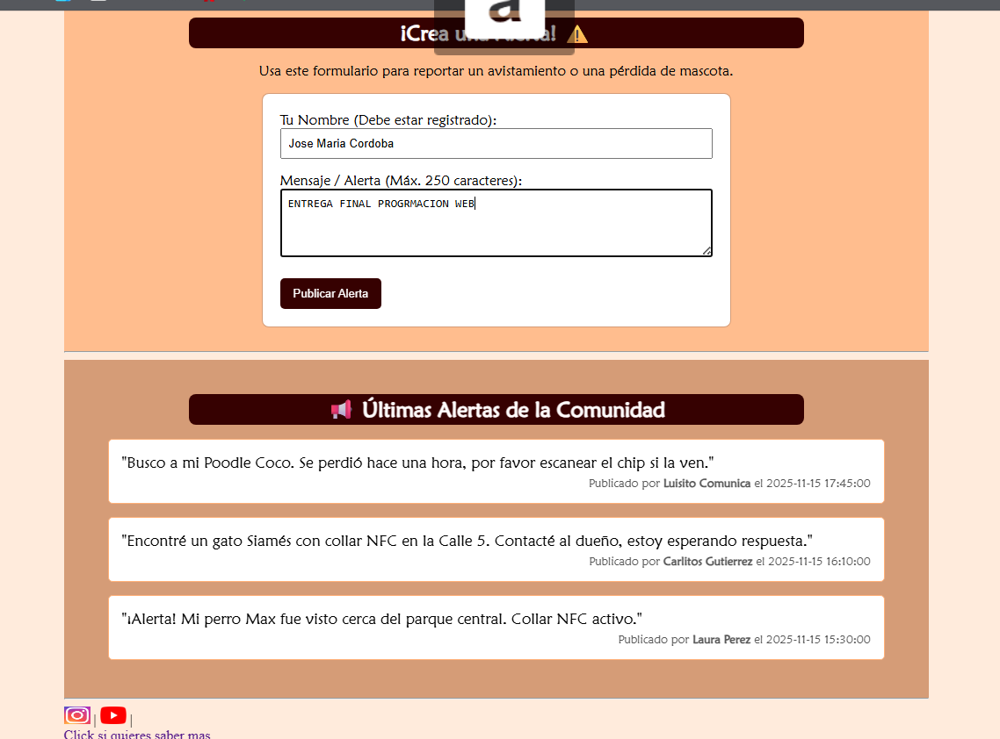 a
¡Crea una Alerta! ⚠️
Usa este formulario para reportar un avistamiento o una pérdida de mascota.
Tu Nombre (Debe estar registrado):
Jose Maria Cordoba
Mensaje / Alerta (Máx. 250 caracteres):
ENTREGA FINAL PROGRMACION WEB
Publicar Alerta
📢 Últimas Alertas de la Comunidad
"Busco a mi Poodle Coco. Se perdió hace una hora, por favor escanear el chip si la ven."
Publicado por Luisito Comunica el 2025-11-15 17:45:00
"Encontré un gato Siamés con collar NFC en la Calle 5. Contacté al dueño, estoy esperando respuesta."
Publicado por Carlitos Gutierrez el 2025-11-15 16:10:00
"¡Alerta! Mi perro Max fue visto cerca del parque central. Collar NFC activo."
Publicado por Laura Perez el 2025-11-15 15:30:00
| |
Click si quieres saber mas